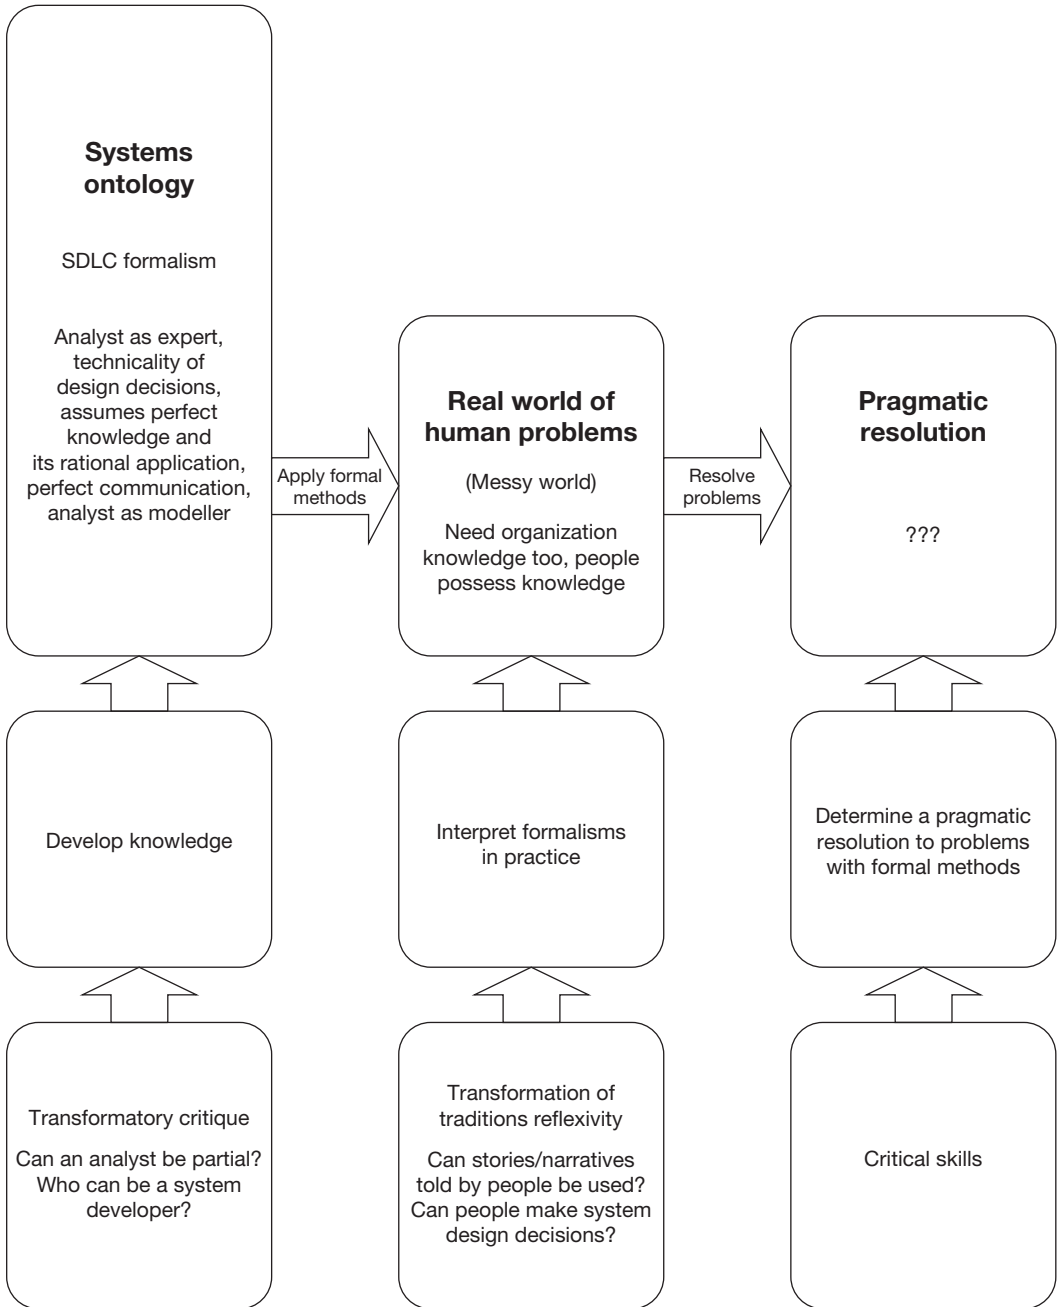 Systems
ontology
SDLC formalism
Analyst as expert,
technicality of
design decisions,
assumes perfect
knowledge and
its rational application,
perfect communication,
analyst as modeller
Apply formal
methods
Real world of
human problems
(Messy world)
Need organization
knowledge too, people
possess knowledge
Resolve
problems
Pragmatic
resolution
???
Develop knowledge
Interpret formalisms
in practice
Determine a pragmatic
resolution to problems
with formal methods
Transformatory critique
Can an analyst be partial?
Who can be a system
developer?
Transformation of
traditions reflexivity
Can stories/narratives
told by people be used?
Can people make system
design decisions?
Critical skills